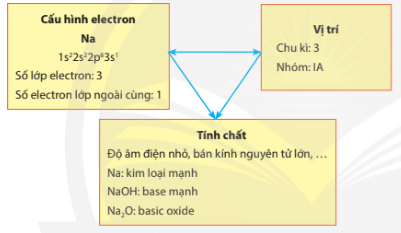 Cấu hình electron
Na
1s²2s²2p⁶3s¹
Số lớp electron: 3
Số electron lớp ngoài cùng: 1
Vị trí
Chu kì: 3
Nhóm: IA
Tính chất
Độ âm điện nhỏ, bán kính nguyên tử lớn, ...
Na: kim loại mạnh
NaOH: base mạnh
Na₂O: basic oxide